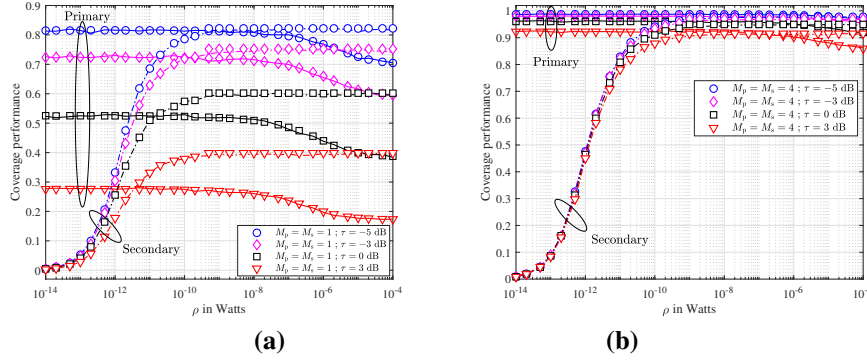 0.9
0.8
0.7
0.6
0.5
0.4
0.3
0.2
0.1
0
Coverage performance
Primary
Secondary
M_p = M_s = 1 ; τ = −5 dB
M_p = M_s = 1 ; τ = −3 dB
M_p = M_s = 1 ; τ = 0 dB
M_p = M_s = 1 ; τ = 3 dB
10^-14 10^-12 10^-10 10^-8 10^-6 10^-4
ρ in Watts
(a)
1
0.9
0.8
0.7
0.6
0.5
0.4
0.3
0.2
0.1
0
Coverage performance
Primary
M_p = M_s = 4 ; τ = −5 dB
M_p = M_s = 4 ; τ = −3 dB
M_p = M_s = 4 ; τ = 0 dB
M_p = M_s = 4 ; τ = 3 dB
Secondary
10^-14 10^-12 10^-10 10^-8 10^-6 10^-
ρ in Watts
(b)